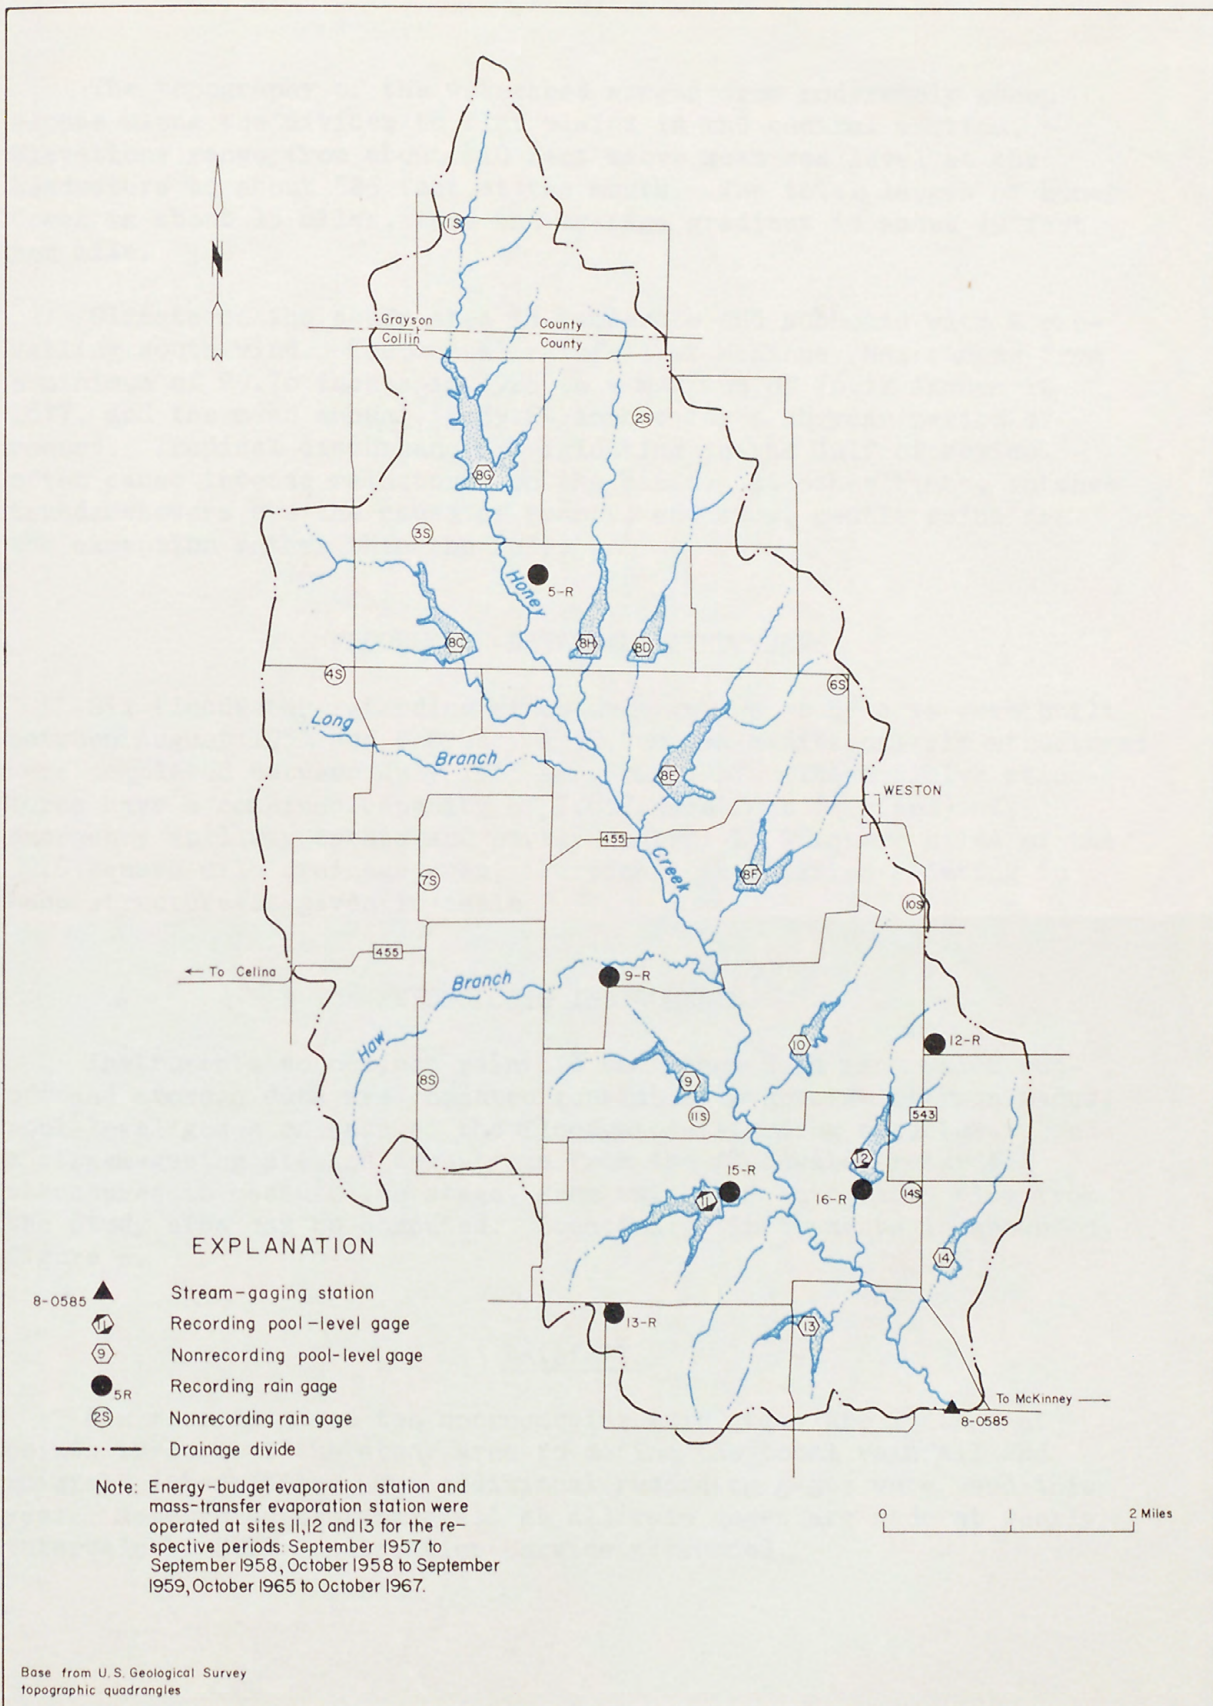 1S
N
Grayson County
Collin County
2S
8G
3S
Honey
5-R
8C
8H
8D
4S
6S
Long
Branch
8E
WESTON
455
Creek
8F
7S
10S
455
← To Celina
Branch
9-R
Haw
10
12-R
8S
9
11S
543
12
15-R
11
16-R
14S
14
13-R
13
To McKinney
8-0585
EXPLANATION
8-0585 Stream-gaging station
11 Recording pool-level gage
9 Nonrecording pool-level gage
5R Recording rain gage
2S Nonrecording rain gage
Drainage divide
Note: Energy-budget evaporation station and
mass-transfer evaporation station were
operated at sites 11,12 and 13 for the re-
spective periods: September 1957 to
September 1958, October 1958 to September
1959, October 1965 to October 1967.
0 1 2 Miles
Base from U.S. Geological Survey
topographic quadrangles